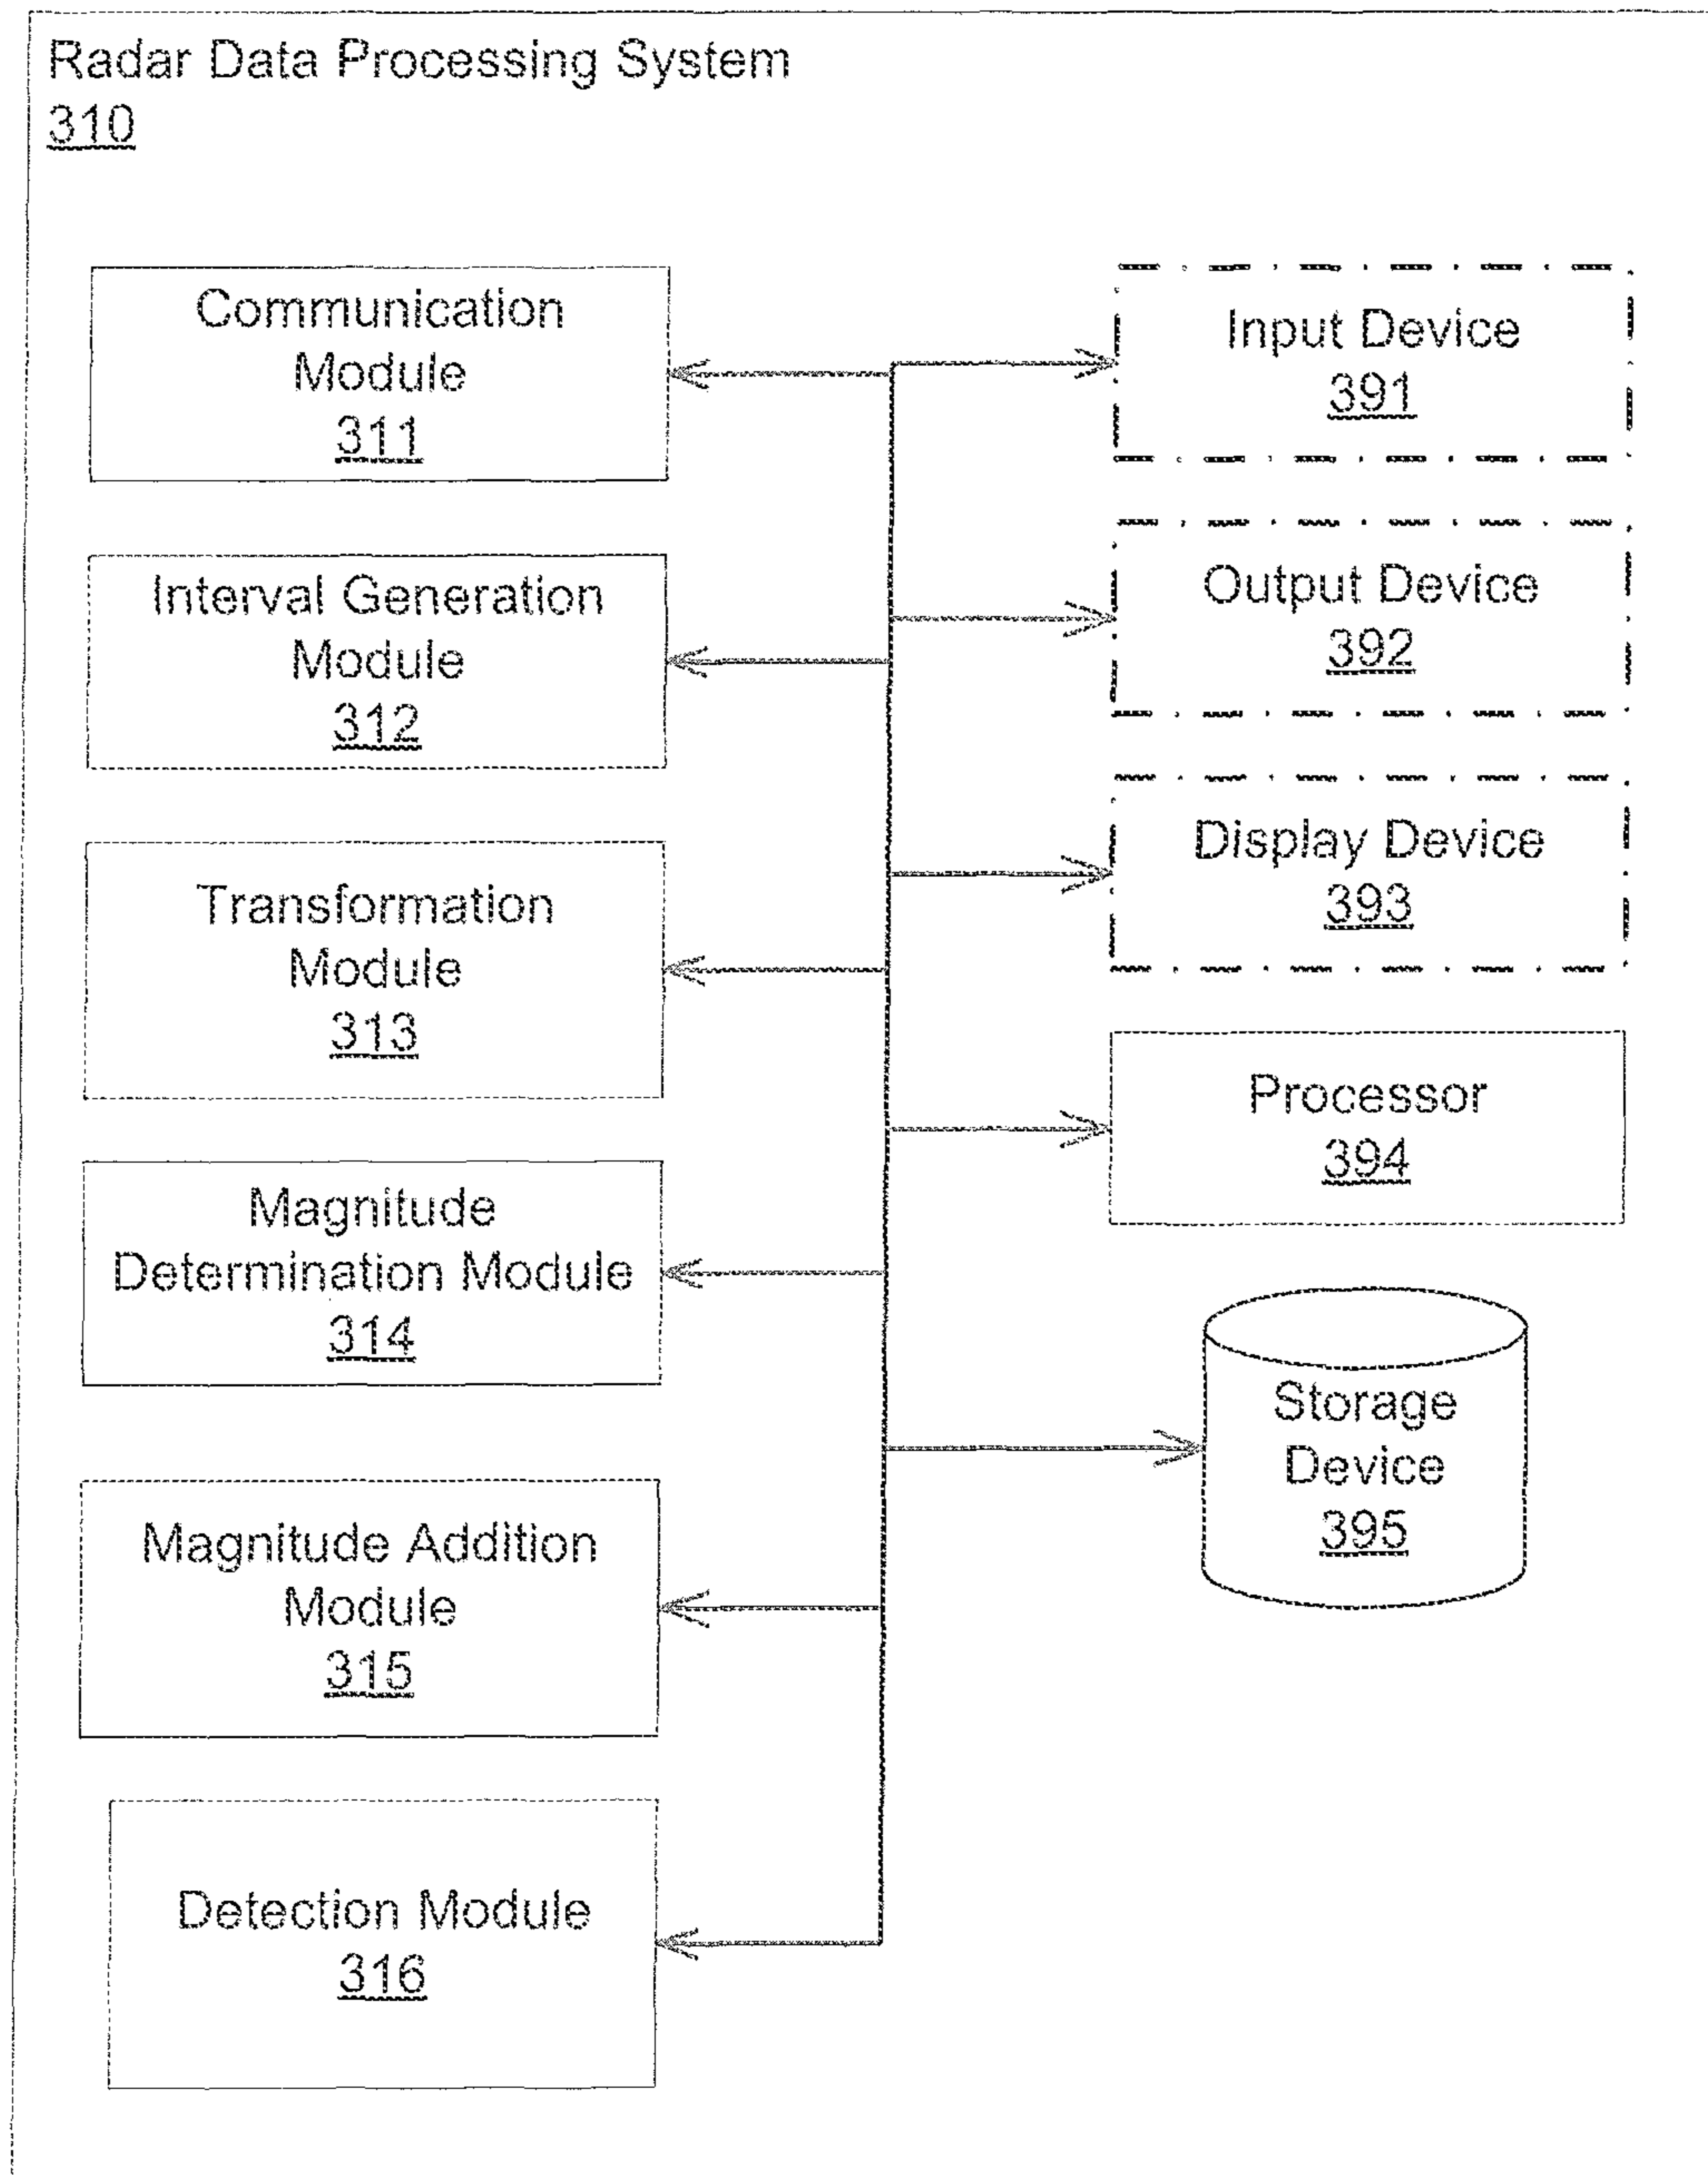 Radar Data Processing System
310
Communication
Module
311
Interval Generation
Module
312
Transformation
Module
313
Magnitude
Determination Module
314
Magnitude Addition
Module
315
Detection Module
316
Input Device
391
Output Device
392
Display Device
393
Processor
394
Storage
Device
395